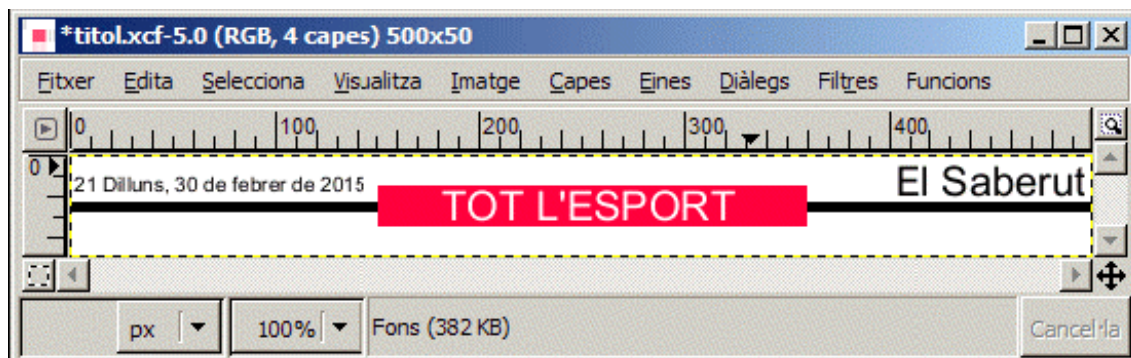 *titol.xcf-5.0 (RGB, 4 capes) 500x50
Fitxer Edita Selecciona Visualitza Imatge Capes Eines Diàlegs Filtres Funcions
0 100 200 300 400
0
21 Dilluns, 30 de febrer de 2015 El Saberut
TOT L'ESPORT
px 100% Fons (382 KB) Cancel·la